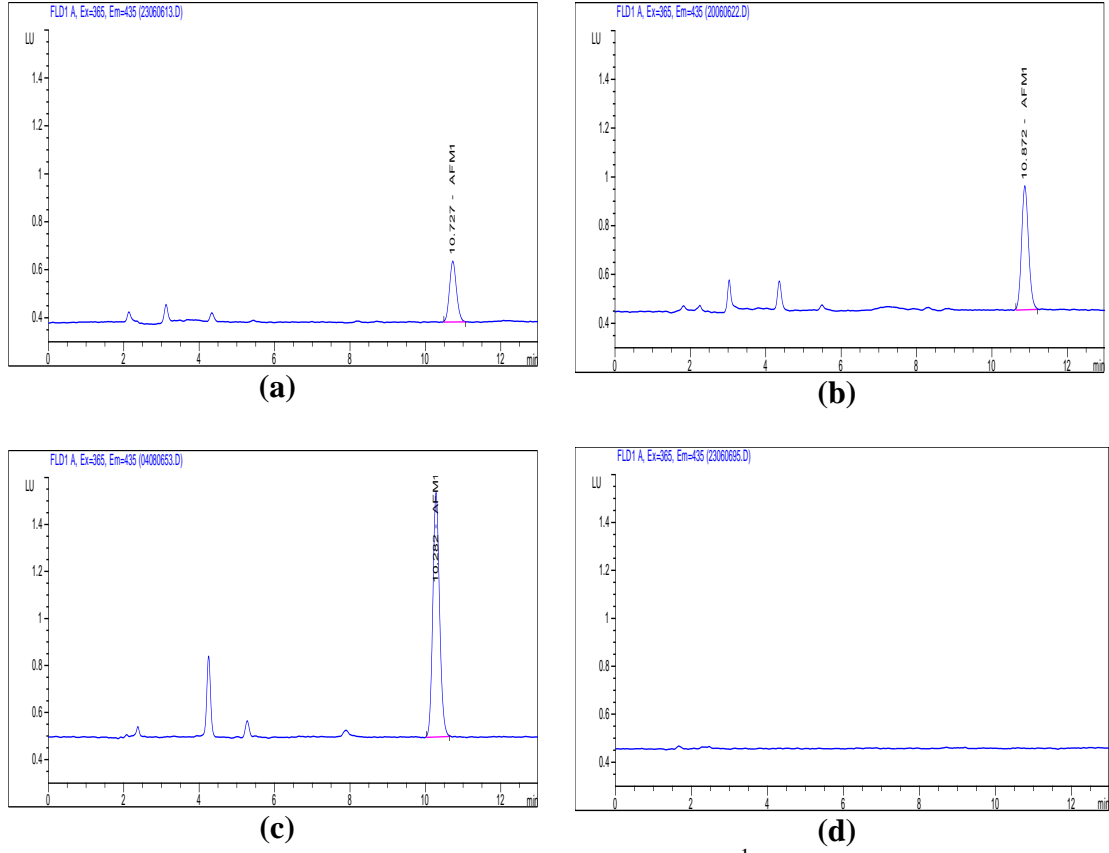 FLD1 A, Ex=365, Em=435 (23060613.D)
LU
1.4
1.2
1
0.8
0.6
0.4
10.727 - AFM1
0 2 4 6 8 10 12 min
(a)
FLD1 A, Ex=365, Em=435 (20060622.D)
LU
1.4
1.2
1
0.8
0.6
0.4
10.872 - AFM1
0 2 4 6 8 10 12 min
(b)
FLD1 A, Ex=365, Em=435 (04080653.D)
LU
1.4
1.2
1
0.8
0.6
0.4
10.282 - AFM1
0 2 4 6 8 10 12 min
(c)
FLD1 A, Ex=365, Em=435 (23060695.D)
LU
1.4
1.2
1
0.8
0.6
0.4
0 2 4 6 8 10 12 min
(d)
1